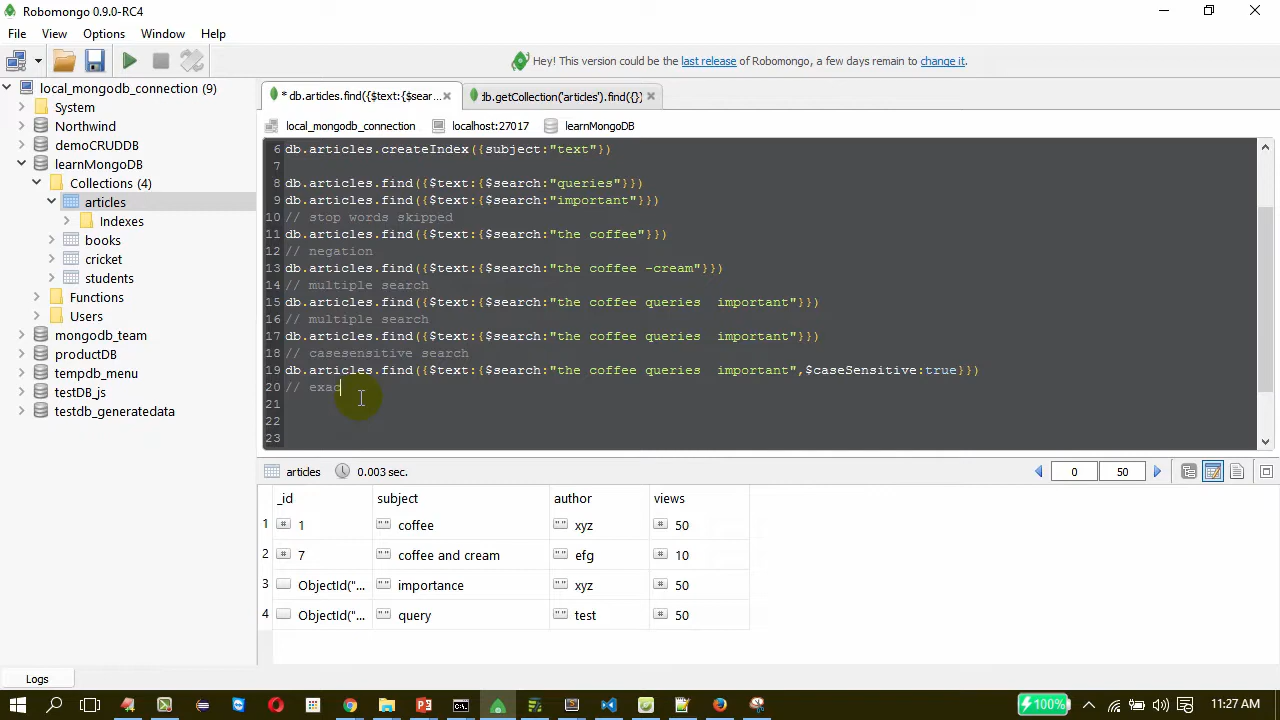 Robomongo 0.9.0-RC4
File View Options Window Help
Hey! This version could be the last release of Robomongo, a few days remain to change it.
local_mongodb_connection (9)
System
Northwind
demoCRUDDB
learnMongoDB
Collections (4)
articles
Indexes
books
cricket
students
Functions
Users
mongodb_team
productDB
tempdb_menu
testDB_js
testdb_generatedata
* db.articles.find({$text:{$sear...
db.getCollection('articles').find({})
local_mongodb_connection localhost:27017 learnMongoDB
6 db.articles.createIndex({subject:"text"})
7
8 db.articles.find({$text:{$search:"queries"}})
9 db.articles.find({$text:{$search:"important"}})
10 // stop words skipped
11 db.articles.find({$text:{$search:"the coffee"}})
12 // negation
13 db.articles.find({$text:{$search:"the coffee -cream"}})
14 // multiple search
15 db.articles.find({$text:{$search:"the coffee queries  important"}})
16 // multiple search
17 db.articles.find({$text:{$search:"the coffee queries  important"}})
18 // casesensitive search
19 db.articles.find({$text:{$search:"the coffee queries  important",$caseSensitive:true}})
20 // exac
21
22
23
articles 0.003 sec. 0 50
_id subject author views
1 # 1 "" coffee "" xyz # 50
2 # 7 "" coffee and cream "" efg # 10
3 ObjectId("... "" importance "" xyz # 50
4 ObjectId("... "" query "" test # 50
Logs
100% 11:27 AM